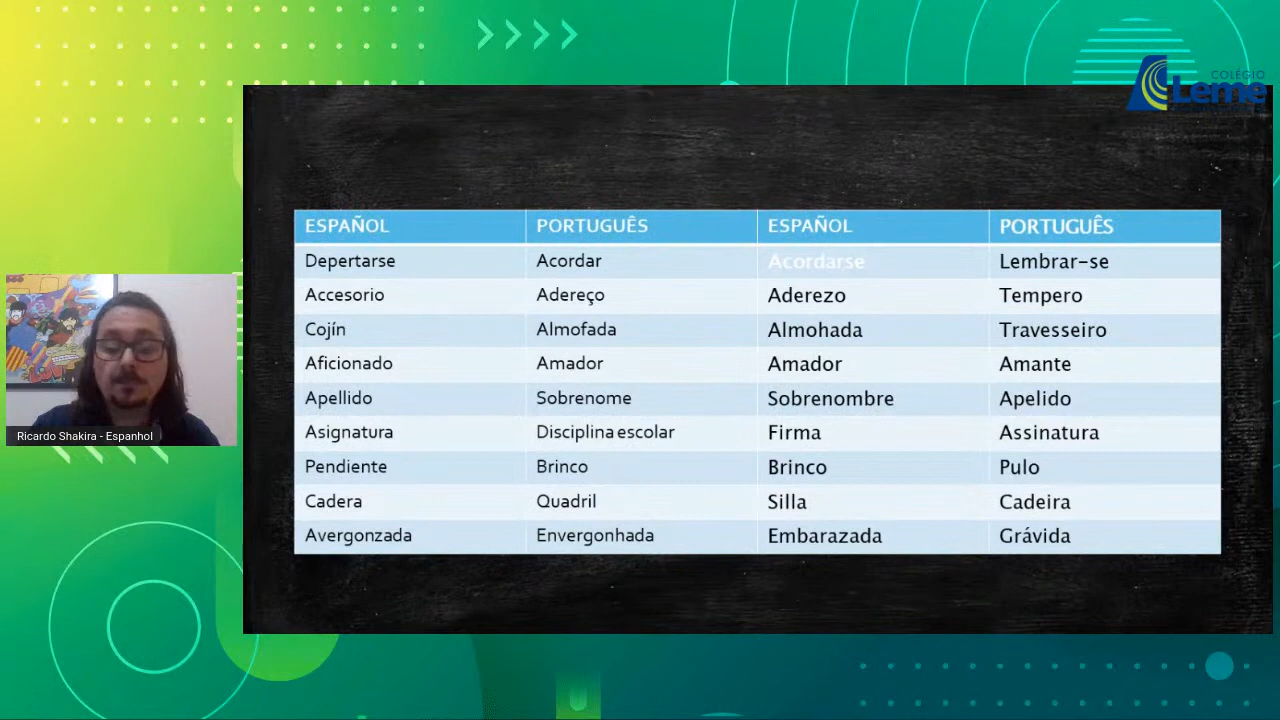 COLÉGIO
Leme
ESPAÑOL PORTUGUÊS ESPAÑOL PORTUGUÊS
Depertarse Acordar Acordarse Lembrar-se
Accesorio Adereço Aderezo Tempero
Cojín Almofada Almohada Travesseiro
Aficionado Amador Amador Amante
Apellido Sobrenome Sobrenombre Apelido
Asignatura Disciplina escolar Firma Assinatura
Pendiente Brinco Brinco Pulo
Cadera Quadril Silla Cadeira
Avergonzada Envergonhada Embarazada Grávida
Ricardo Shakira - Espanhol